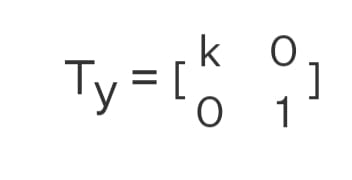 Ty = [ k 0
0 1 ]